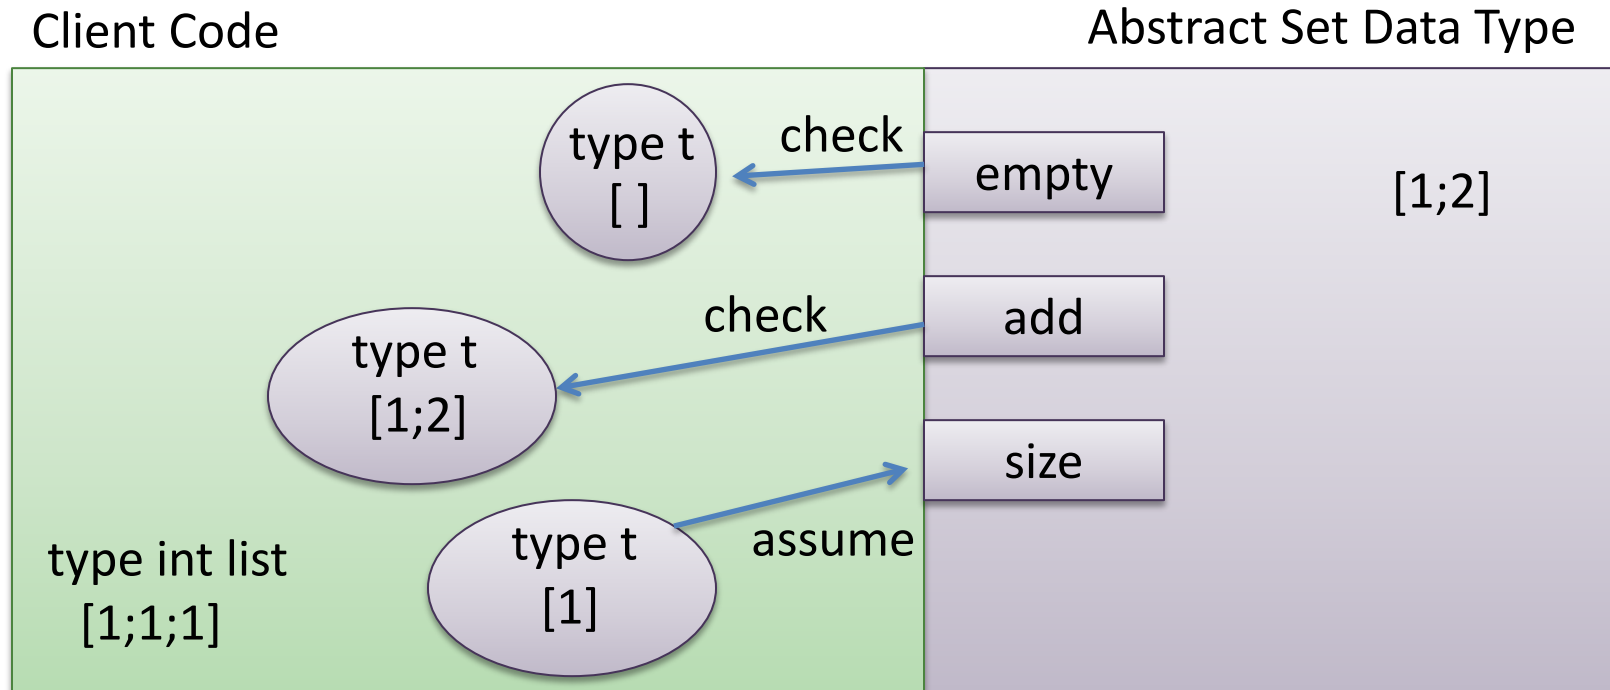 Client Code
Abstract Set Data Type
type t
[ ]
check
empty
[1;2]
check
add
type t
[1;2]
size
assume
type t
[1]
type int list
[1;1;1]